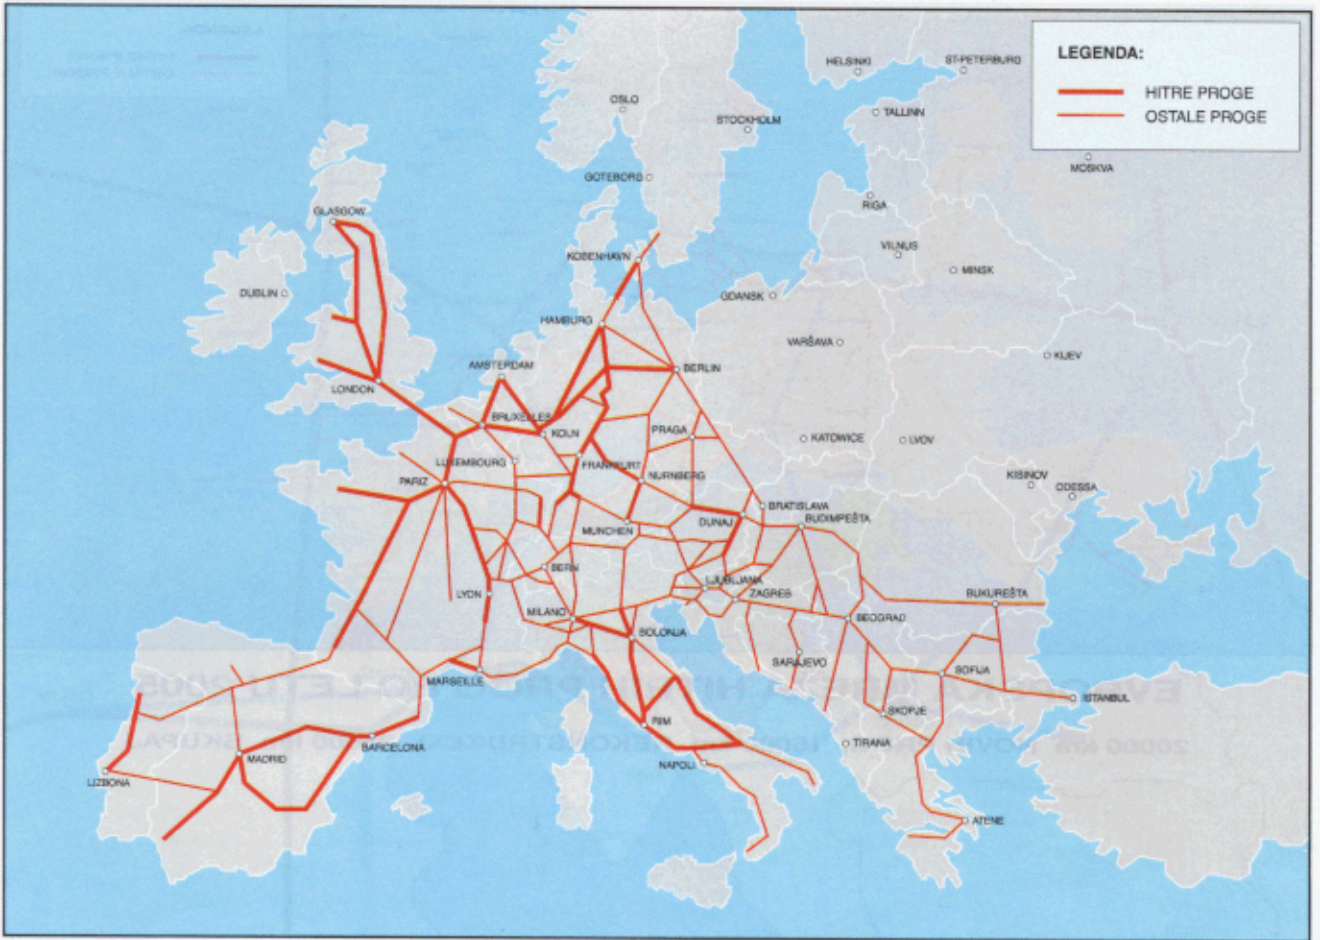 LEGENDA:
HITRE PROGE
OSTALE PROGE
HELSINKI
ST-PETERBURG
OSLO
TALLINN
STOCKHOLM
MOSKVA
GOTEBORG
RIGA
GLASGOW
VILNUS
KOBENHAVN
MINSK
DUBLIN
GDANSK
HAMBURG
VARŠAVA
KIJEV
AMSTERDAM
BERLIN
LONDON
BRUXELLES
KOLN
PRAGA
KATOWICE
LVOV
LUXEMBOURG
FRANKFURT
NURNBERG
PARIZ
KISINOV
ODESSA
BRATISLAVA
MUNCHEN
DUNAJ
BUDIMPEŠTA
BERN
LJUBLJANA
LYON
ZAGREB
BUKUREŠTA
MILANO
BEOGRAD
BOLONJA
SARAJEVO
SOFIJA
MARSEILLE
ISTANBUL
SKOPJE
RIM
TIRANA
BARCELONA
MADRID
NAPOLI
LIZBONA
ATENE